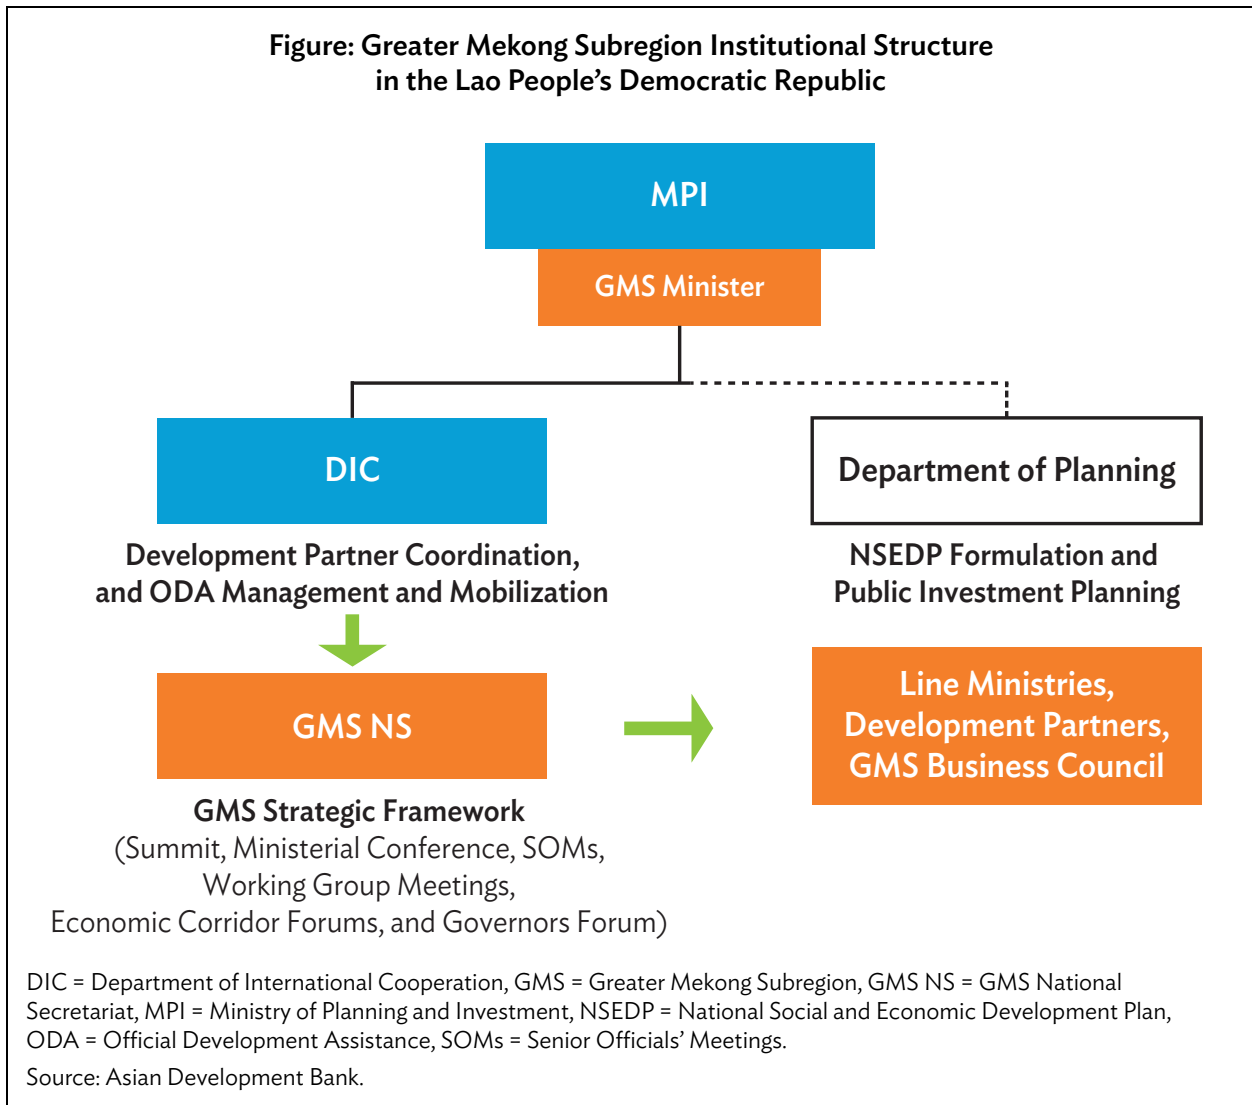 Figure: Greater Mekong Subregion Institutional Structure
in the Lao People’s Democratic Republic
MPI
GMS Minister
DIC
Development Partner Coordination,
and ODA Management and Mobilization
Department of Planning
NSEDP Formulation and
Public Investment Planning
GMS NS
GMS Strategic Framework
(Summit, Ministerial Conference, SOMs,
Working Group Meetings,
Economic Corridor Forums, and Governors Forum)
Line Ministries,
Development Partners,
GMS Business Council
DIC = Department of International Cooperation, GMS = Greater Mekong Subregion, GMS NS = GMS National
Secretariat, MPI = Ministry of Planning and Investment, NSEDP = National Social and Economic Development Plan,
ODA = Official Development Assistance, SOMs = Senior Officials’ Meetings.
Source: Asian Development Bank.